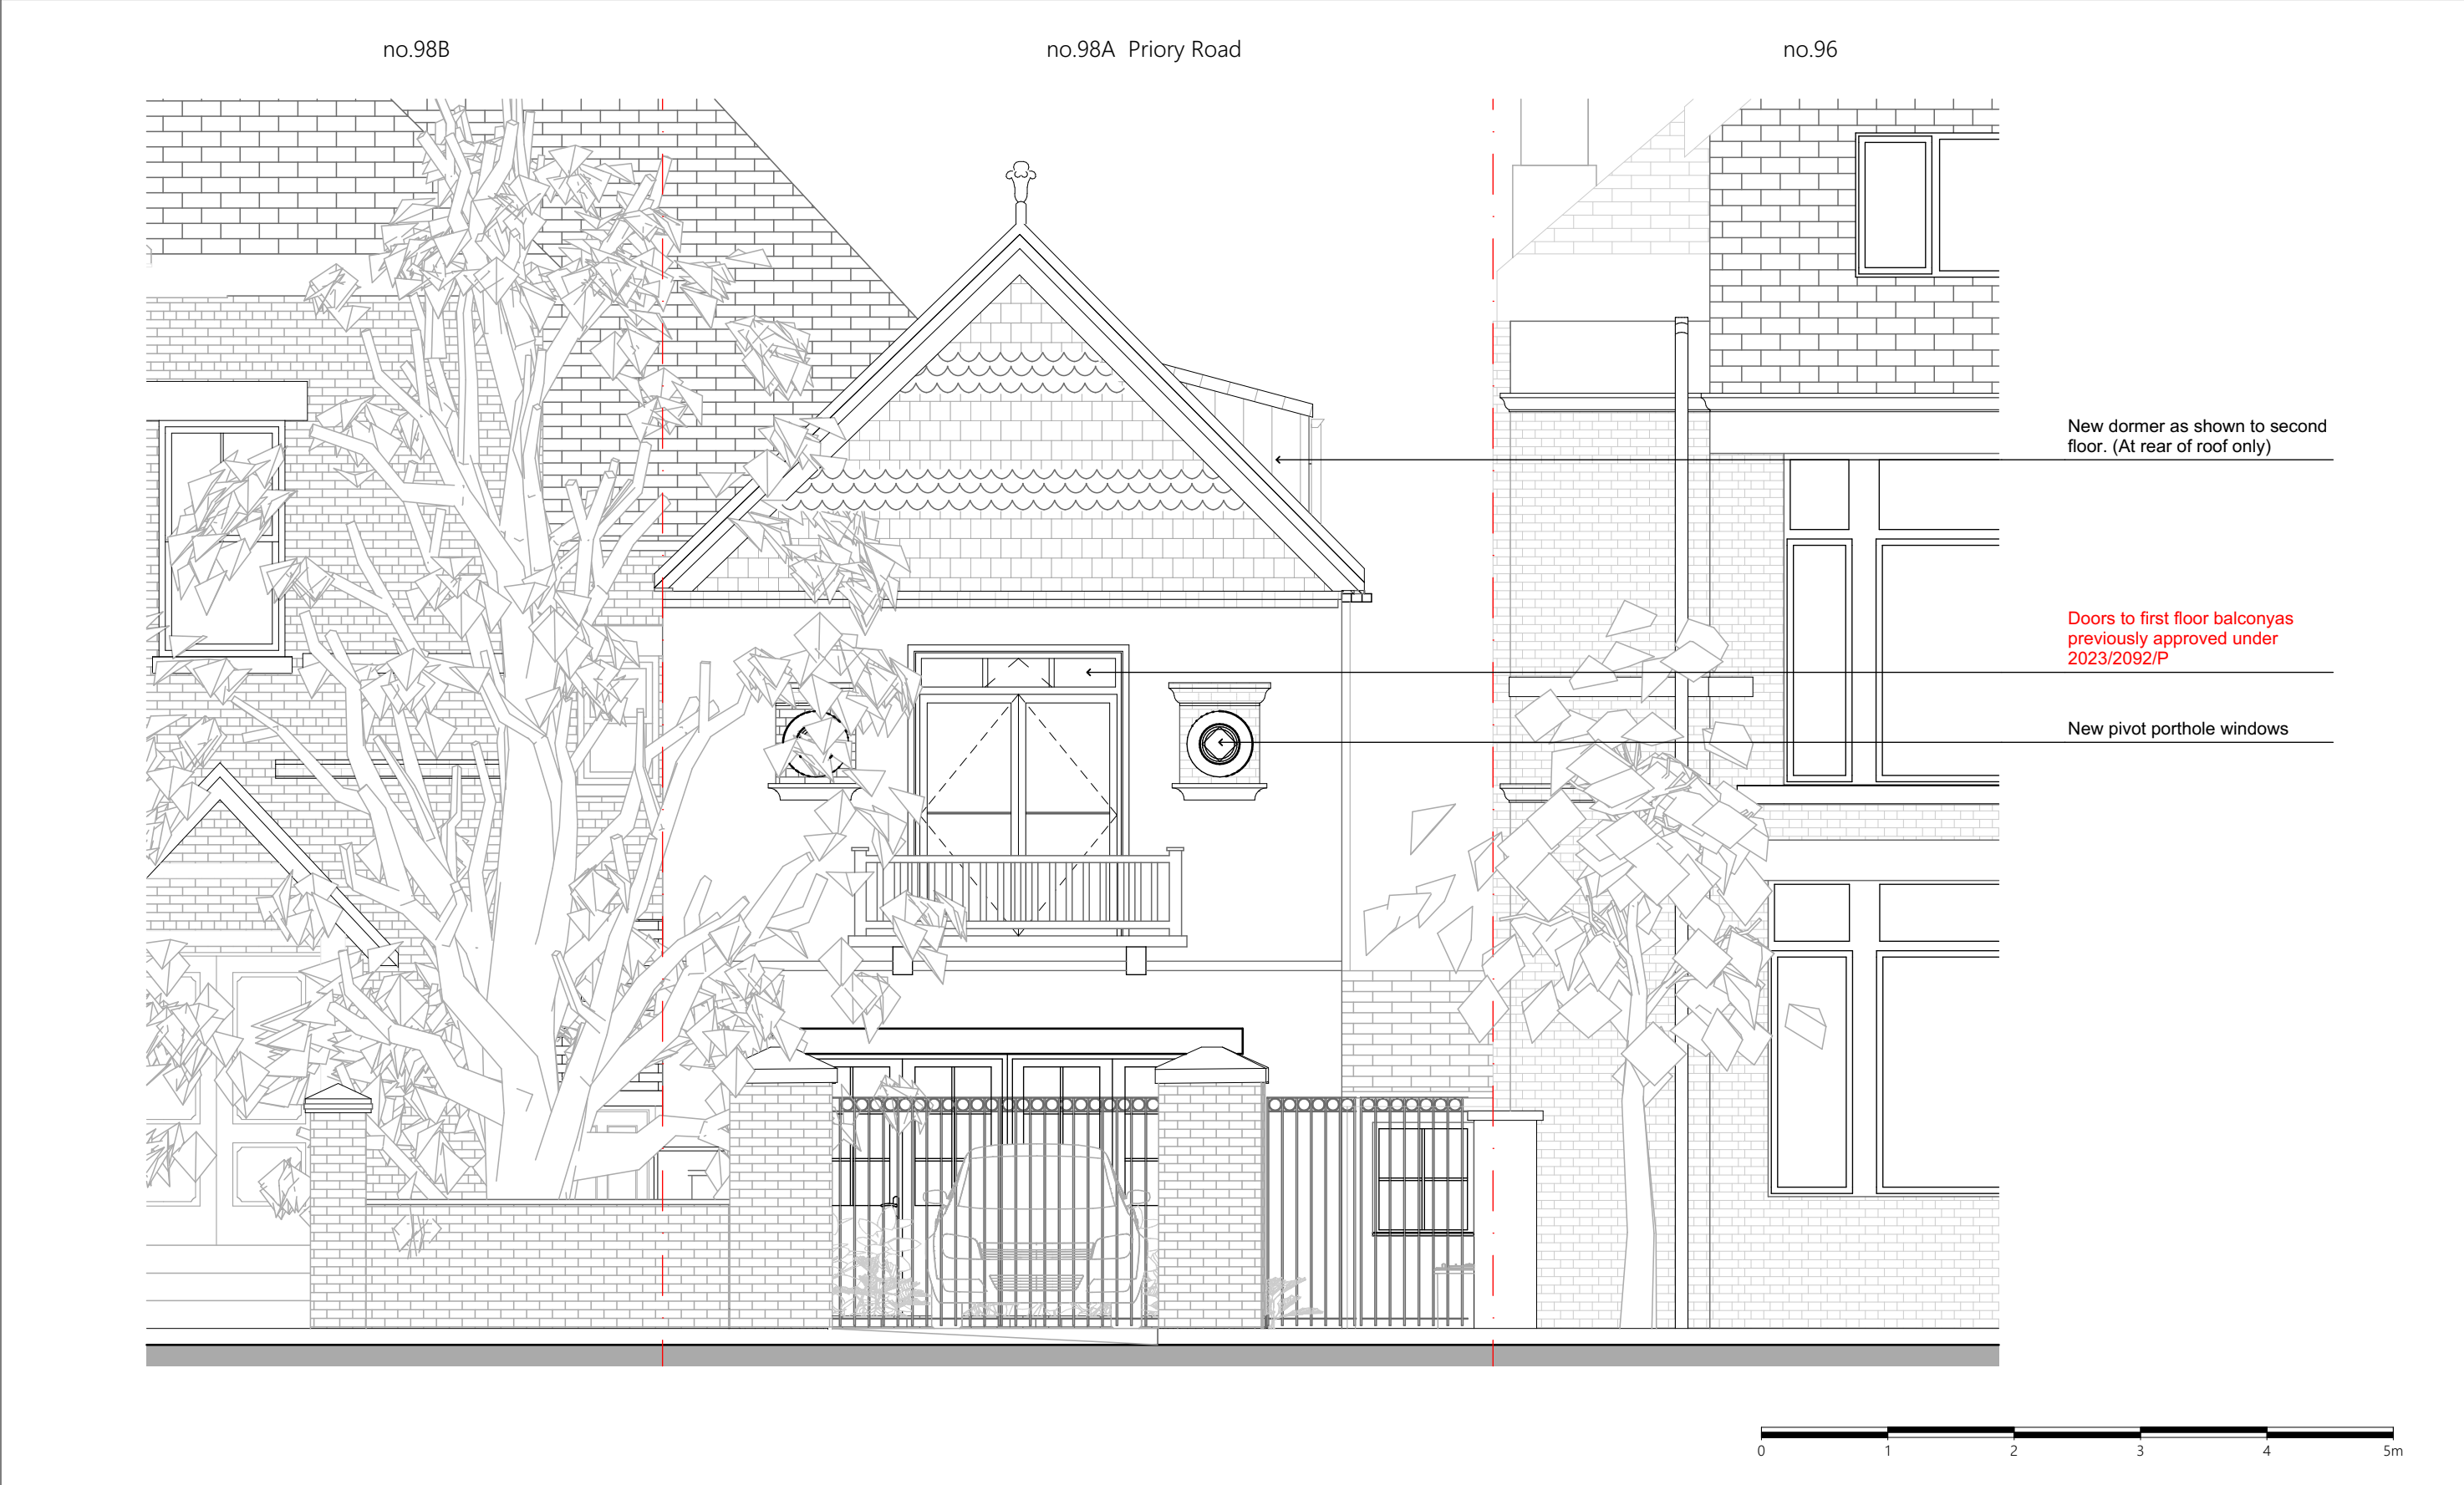 no.98B
no.98A  Priory Road
no.96
New dormer as shown to second
floor. (At rear of roof only)
Doors to first floor balconyas
previously approved under
2023/2092/P
New pivot porthole windows
0 1 2 3 4 5m